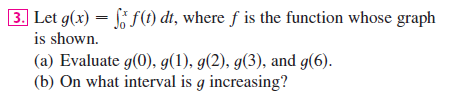 3. Let g(x) = ∫₀ˣ f(t) dt, where f is the function whose graph
is shown.
(a) Evaluate g(0), g(1), g(2), g(3), and g(6).
(b) On what interval is g increasing?